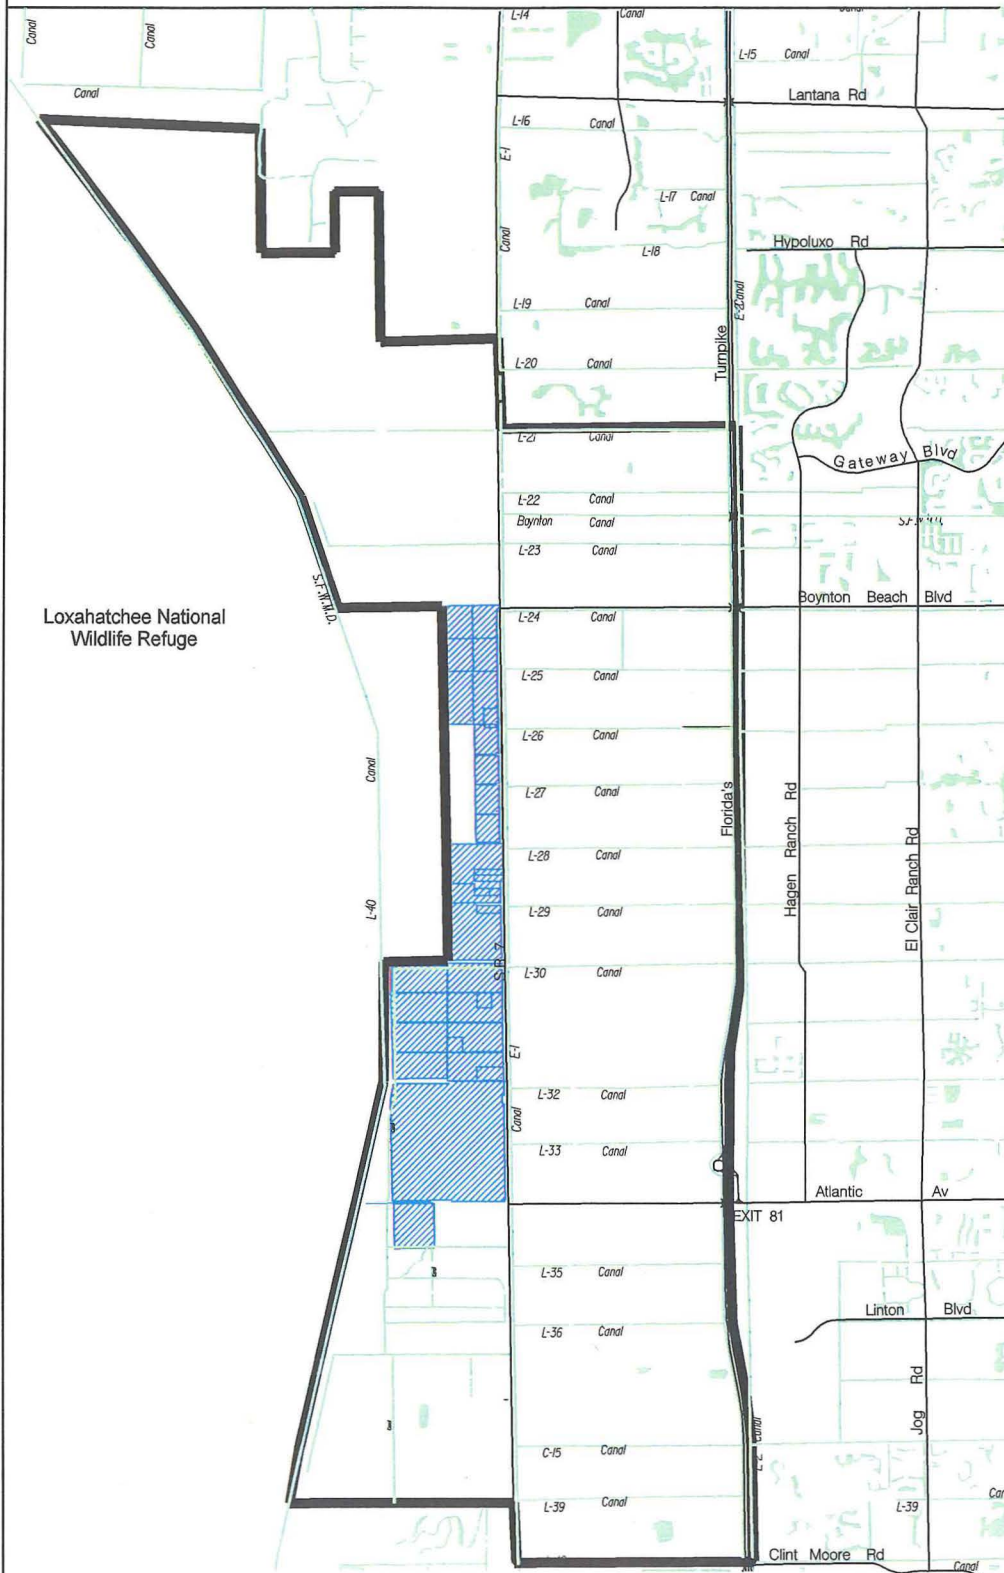 L-14
Canal
Canal
Canal
L-15 Canal
Canal
Lantana Rd
L-16 Canal
E-1
L-17 Canal
Canal
L-18
Hypoluxo Rd
L-19 Canal
E-2 Canal
L-20 Canal
Turnpike
L-21 Canal
Gateway Blvd
L-22 Canal
Boynton Canal
L-23 Canal
S.F.W.M.D.
Loxahatchee National
Wildlife Refuge
Boynton Beach Blvd
L-24 Canal
L-25 Canal
L-26 Canal
Canal
L-27 Canal
Florida's
Hagen Ranch Rd
El Clair Ranch Rd
L-28 Canal
L-40
L-29 Canal
S.R. 7
L-30 Canal
E-1
L-32 Canal
Canal
L-33 Canal
Atlantic Av
EXIT 81
L-35 Canal
Linton Blvd
L-36 Canal
Jog Rd
C-15 Canal
Canal
L-39 Canal
L-39
Clint Moore Rd
Canal